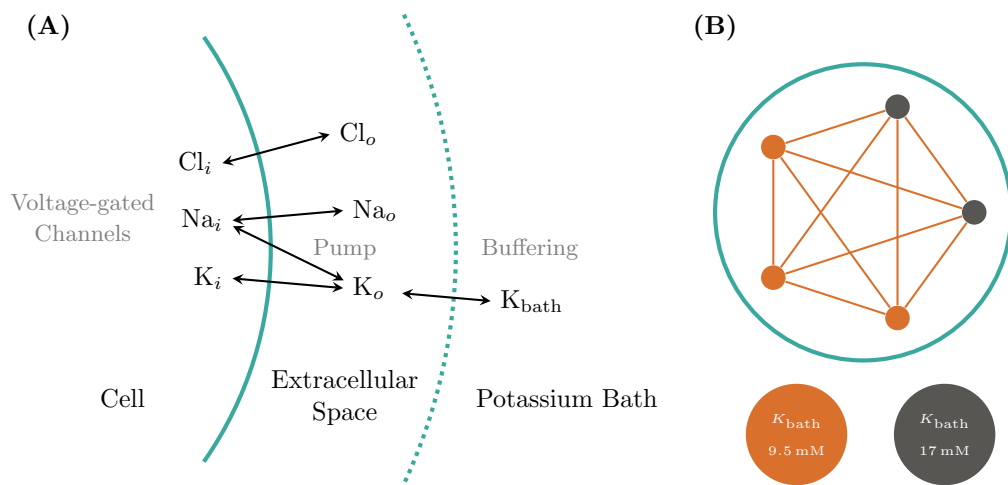 (A)
Cl_i
Cl_o
Voltage-gated
Channels
Na_i
Na_o
Pump
Buffering
K_i
K_o
K_bath
Cell
Extracellular
Space
Potassium Bath
(B)
K_bath
9.5 mM
K_bath
17 mM